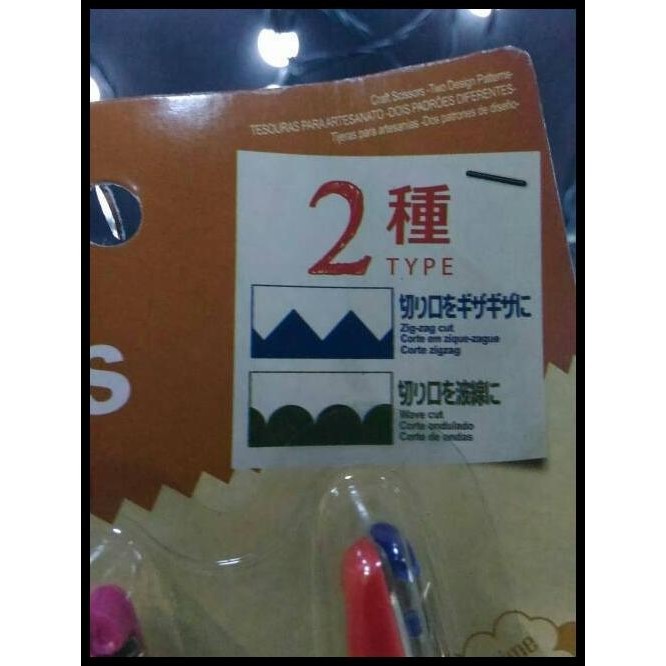 Craft Scissors -Two Design Patterns-
TESOURAS PARA ARTESANATO -DOIS PADRÕES DIFERENTES-
Tijeras para artesanías -Dos patrones de diseño-
2種
TYPE
切り口をギザギザに
Zig-zag cut
Corte em zique-zague
Corte zigzag
切り口を波線に
Wave cut
Corte ondulado
Corte de ondas
s